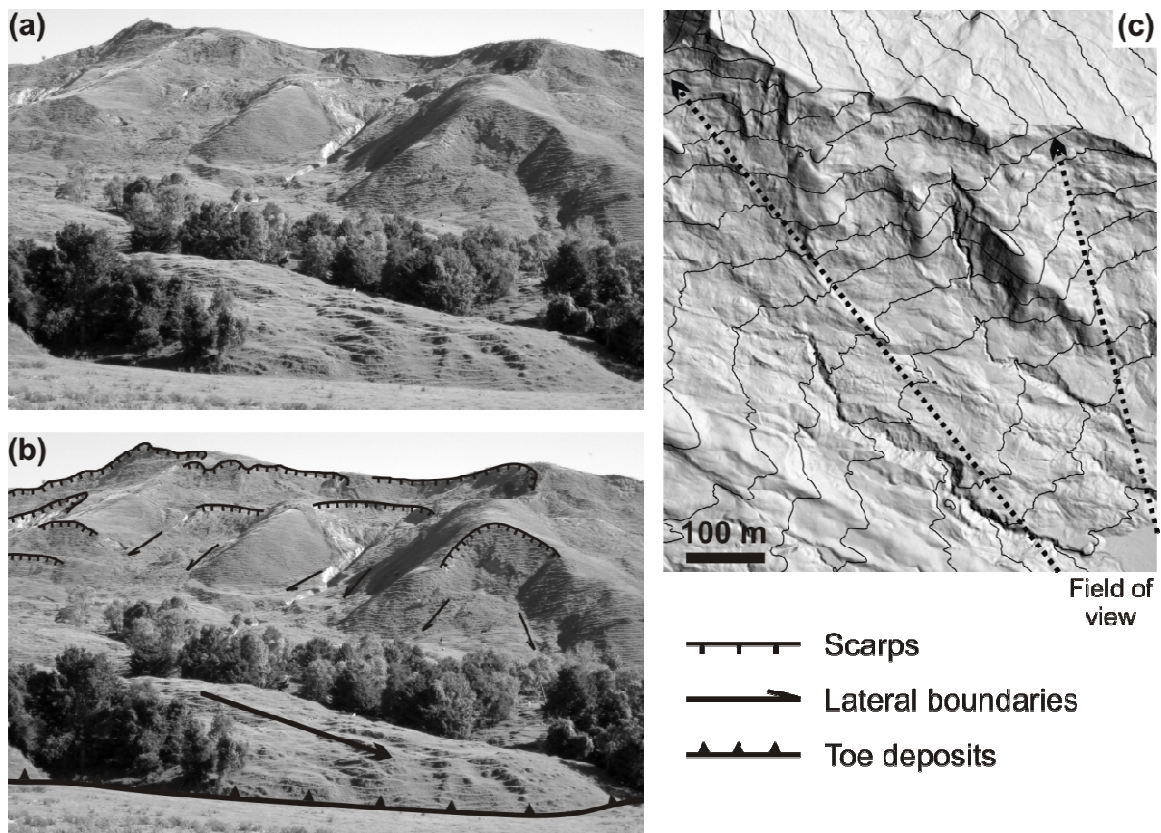 (a)
(b)
(c)
100 m
Field of
view
Scarps
Lateral boundaries
Toe deposits